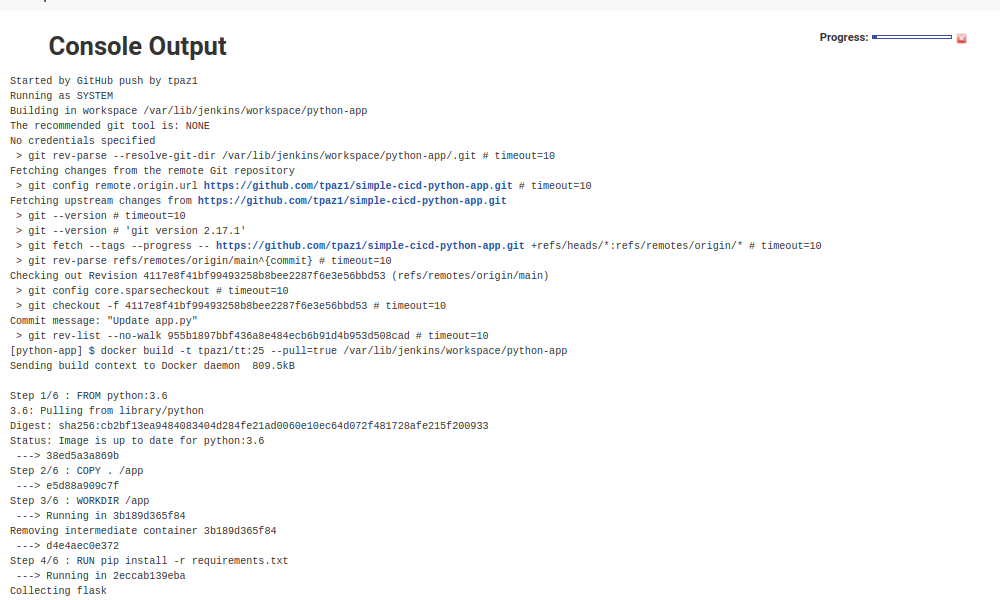 Console Output
Progress:
Started by GitHub push by tpaz1
Running as SYSTEM
Building in workspace /var/lib/jenkins/workspace/python-app
The recommended git tool is: NONE
No credentials specified
 > git rev-parse --resolve-git-dir /var/lib/jenkins/workspace/python-app/.git # timeout=10
Fetching changes from the remote Git repository
 > git config remote.origin.url https://github.com/tpaz1/simple-cicd-python-app.git # timeout=10
Fetching upstream changes from https://github.com/tpaz1/simple-cicd-python-app.git
 > git --version # timeout=10
 > git --version # 'git version 2.17.1'
 > git fetch --tags --progress -- https://github.com/tpaz1/simple-cicd-python-app.git +refs/heads/*:refs/remotes/origin/* # timeout=10
 > git rev-parse refs/remotes/origin/main^{commit} # timeout=10
Checking out Revision 4117e8f41bf99493258b8bee2287f6e3e56bbd53 (refs/remotes/origin/main)
 > git config core.sparsecheckout # timeout=10
 > git checkout -f 4117e8f41bf99493258b8bee2287f6e3e56bbd53 # timeout=10
Commit message: "Update app.py"
 > git rev-list --no-walk 955b1897bbf436a8e484ecb6b91d4b953d508cad # timeout=10
[python-app] $ docker build -t tpaz1/tt:25 --pull=true /var/lib/jenkins/workspace/python-app
Sending build context to Docker daemon  809.5kB
Step 1/6 : FROM python:3.6
3.6: Pulling from library/python
Digest: sha256:cb2bf13ea9484083404d284fe21ad0060e10ec64d072f481728afe215f200933
Status: Image is up to date for python:3.6
 ---> 38ed5a3a869b
Step 2/6 : COPY . /app
 ---> e5d88a909c7f
Step 3/6 : WORKDIR /app
 ---> Running in 3b189d365f84
Removing intermediate container 3b189d365f84
 ---> d4e4aec0e372
Step 4/6 : RUN pip install -r requirements.txt
 ---> Running in 2eccab139eba
Collecting flask